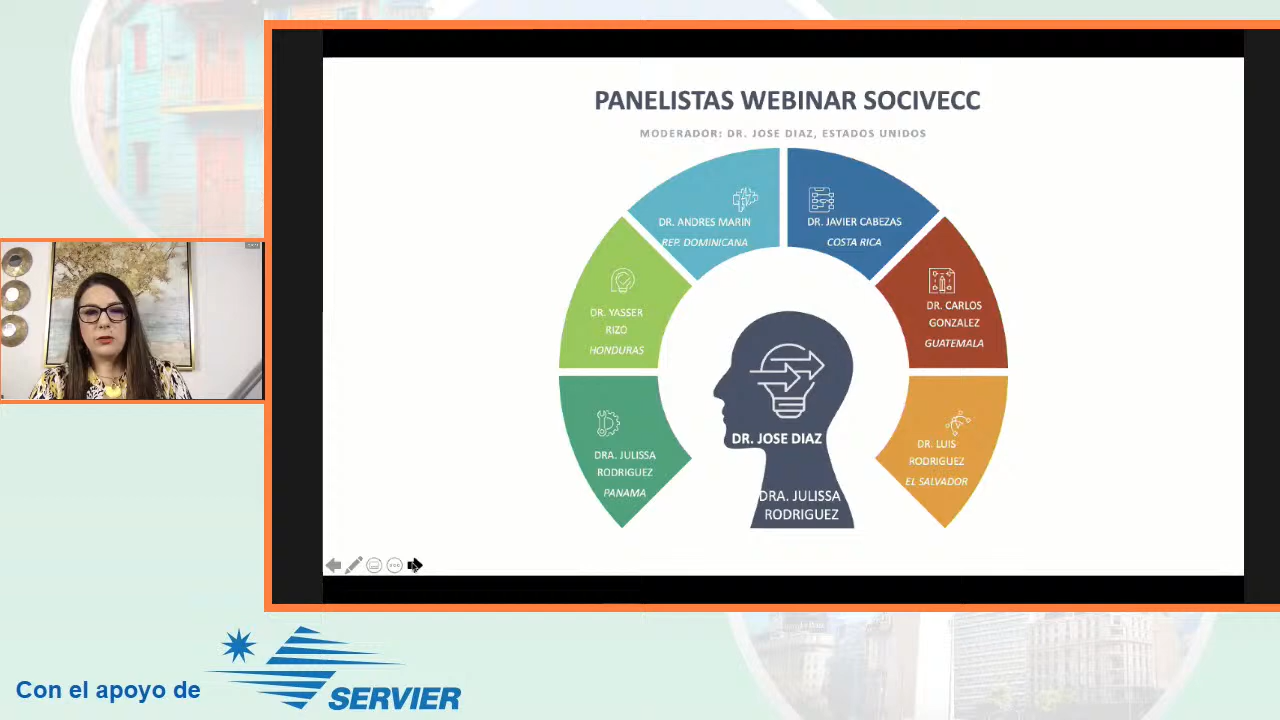 PANELISTAS WEBINAR SOCIVECC
MODERADOR: DR. JOSE DIAZ, ESTADOS UNIDOS
DR. ANDRES MARIN
REP. DOMINICANA
DR. JAVIER CABEZAS
COSTA RICA
DR. YASSER
RIZO
HONDURAS
DR. CARLOS
GONZALEZ
GUATEMALA
DRA. JULISSA
RODRIGUEZ
PANAMA
DR. LUIS
RODRIGUEZ
EL SALVADOR
DR. JOSE DIAZ
DRA. JULISSA
RODRIGUEZ
Con el apoyo de
SERVIER